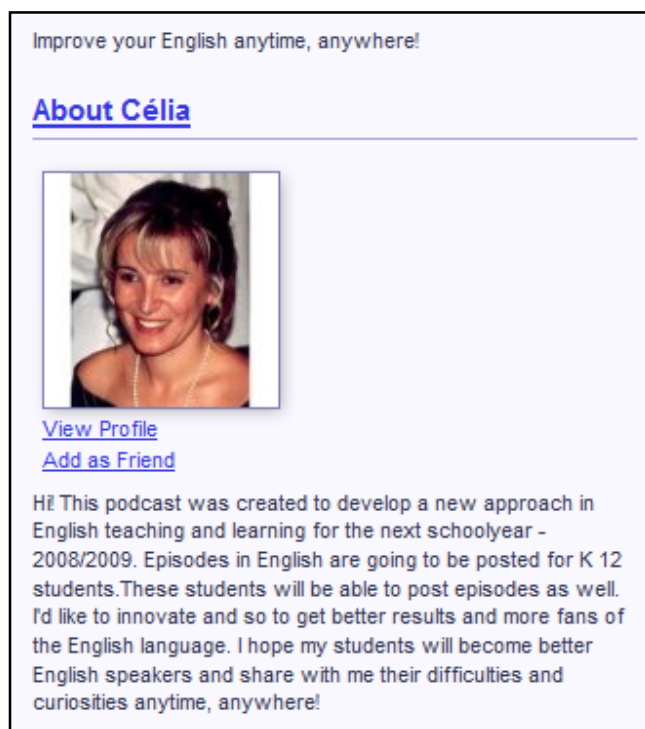 Improve your English anytime, anywhere!
About Célia
View Profile
Add as Friend
Hi! This podcast was created to develop a new approach in
English teaching and learning for the next schoolyear -
2008/2009. Episodes in English are going to be posted for K 12
students.These students will be able to post episodes as well.
I'd like to innovate and so to get better results and more fans of
the English language. I hope my students will become better
English speakers and share with me their difficulties and
curiosities anytime, anywhere!